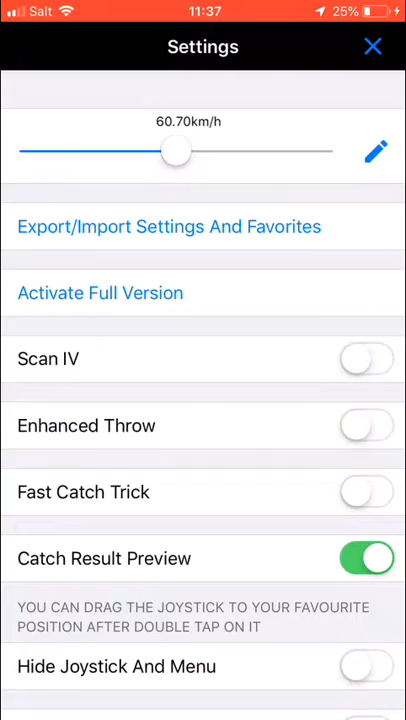 Salt 11:37 25%
Settings
60.70km/h
Export/Import Settings And Favorites
Activate Full Version
Scan IV
Enhanced Throw
Fast Catch Trick
Catch Result Preview
YOU CAN DRAG THE JOYSTICK TO YOUR FAVOURITE
POSITION AFTER DOUBLE TAP ON IT
Hide Joystick And Menu